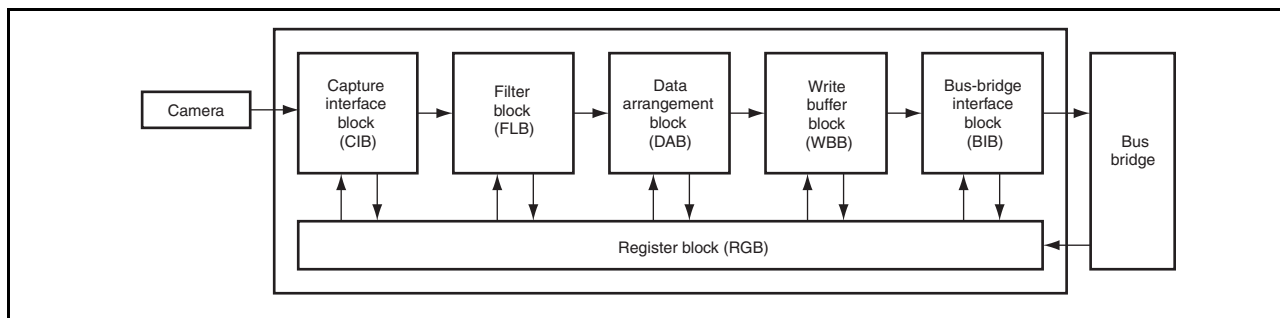 Camera
Capture
interface
block
(CIB)
Filter
block
(FLB)
Data
arrangement
block
(DAB)
Write
buffer
block
(WBB)
Bus-bridge
interface
block
(BIB)
Bus
bridge
Register block (RGB)